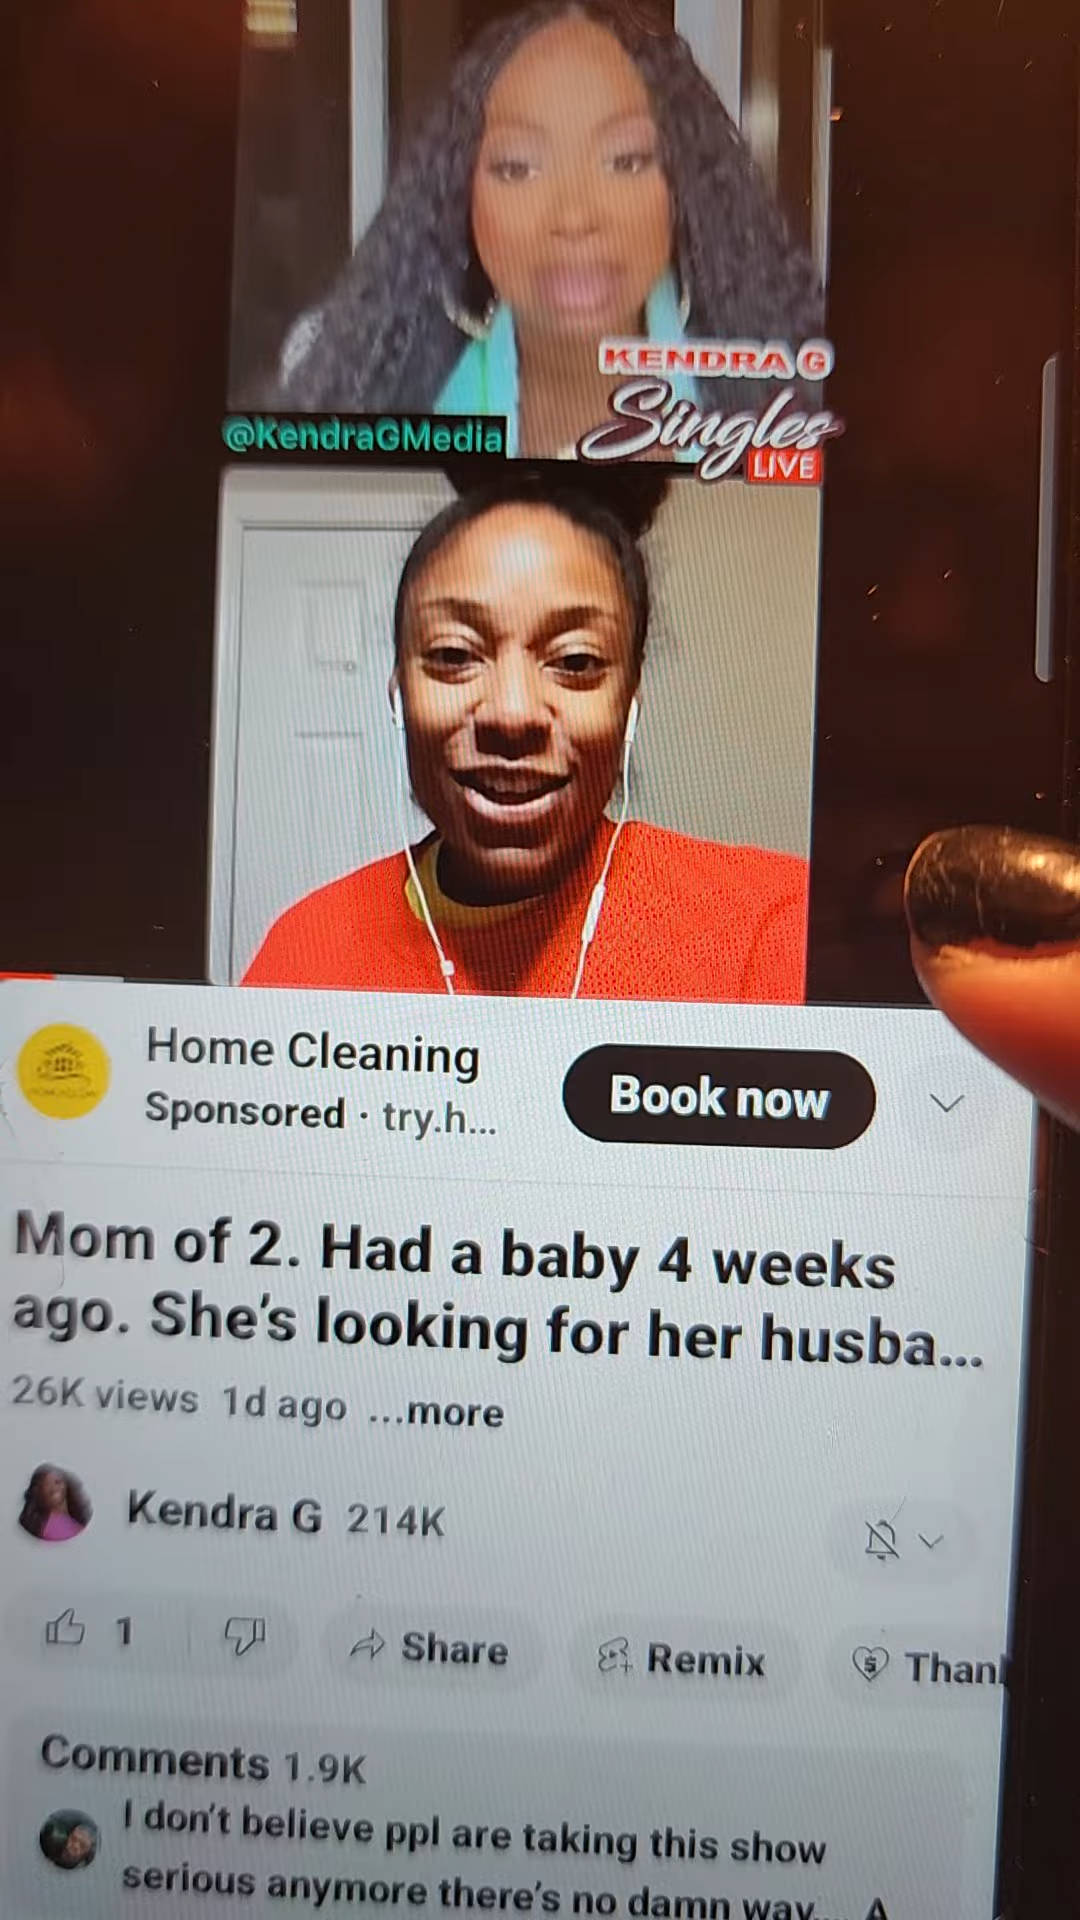 KENDRA G
Singles
LIVE
@KendraGMedia
Home Cleaning
Sponsored · try.h...
Book now
Mom of 2. Had a baby 4 weeks
ago. She's looking for her husba...
26K views 1d ago ...more
Kendra G 214K
1
Share
Remix
Than
Comments 1.9K
I don't believe ppl are taking this show
serious anymore there's no damn way...